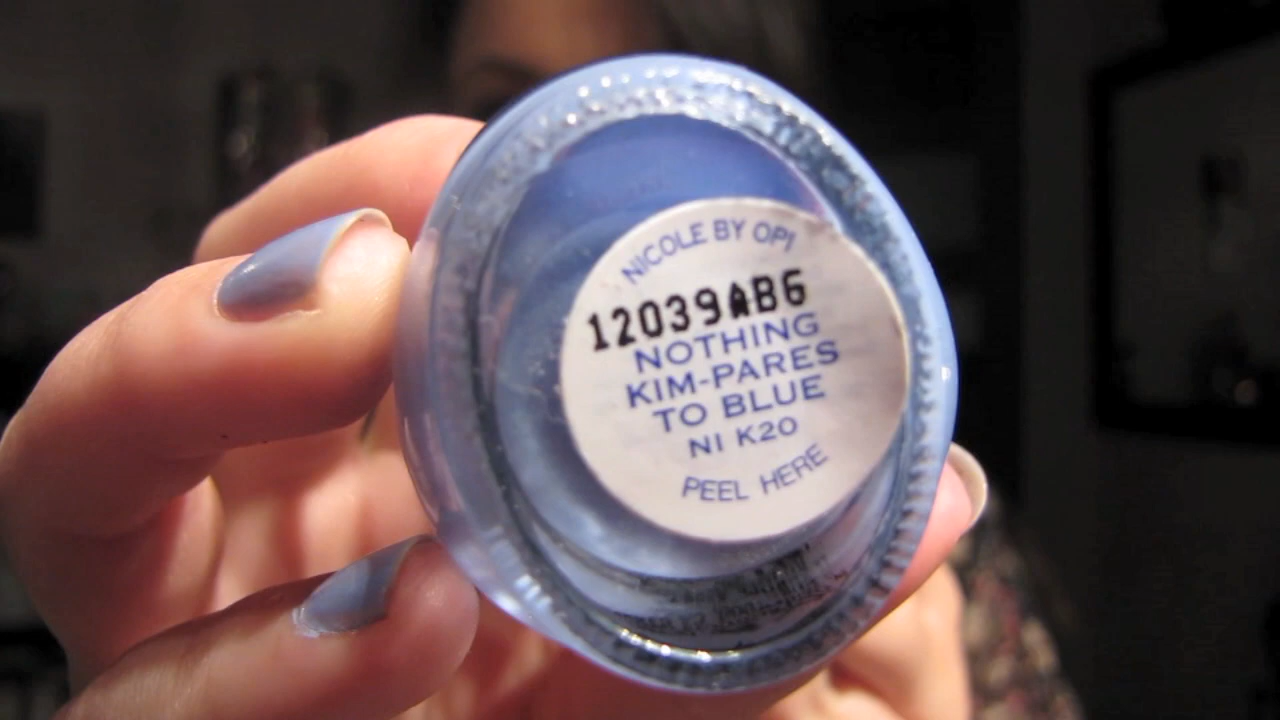 NICOLE BY OPI
12039AB6
NOTHING
KIM-PARES
TO BLUE
NI K20
PEEL HERE